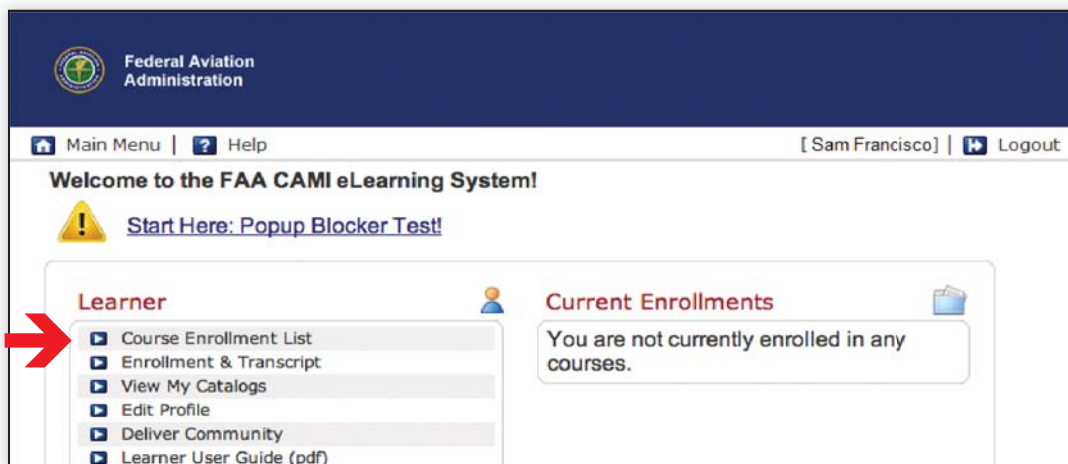 Federal Aviation
Administration
Main Menu | ? Help
[ Sam Francisco] | Logout
Welcome to the FAA CAMI eLearning System!
! Start Here: Popup Blocker Test!
Learner
Course Enrollment List
Enrollment & Transcript
View My Catalogs
Edit Profile
Deliver Community
Learner User Guide (pdf)
Current Enrollments
You are not currently enrolled in any
courses.